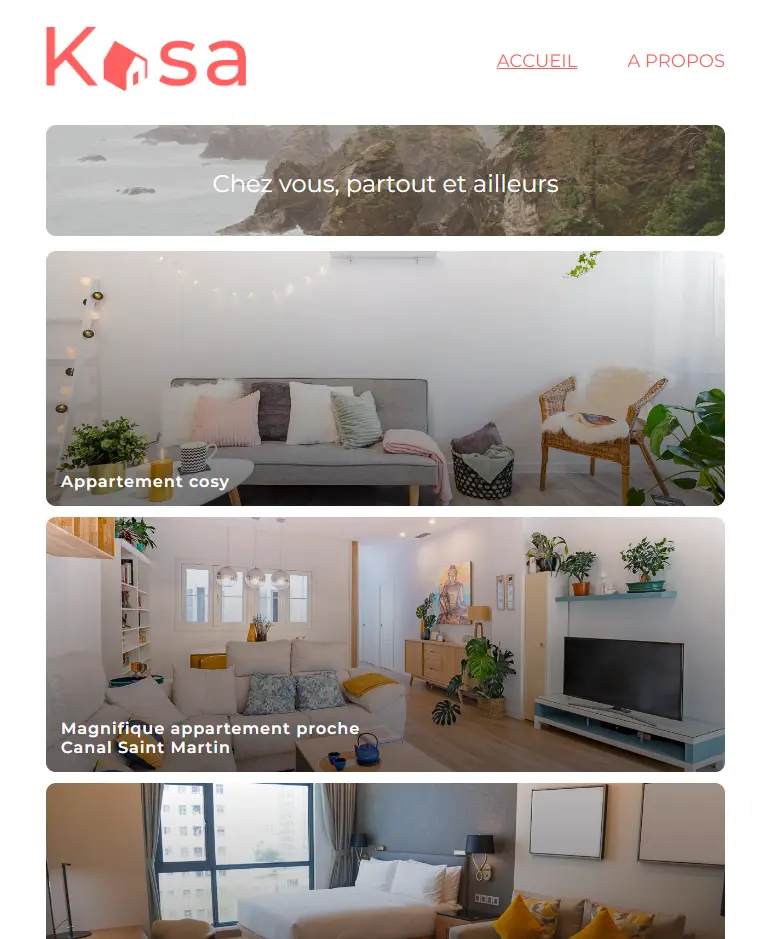 Kasa
ACCUEIL
A PROPOS
Chez vous, partout et ailleurs
Appartement cosy
Magnifique appartement proche
Canal Saint Martin